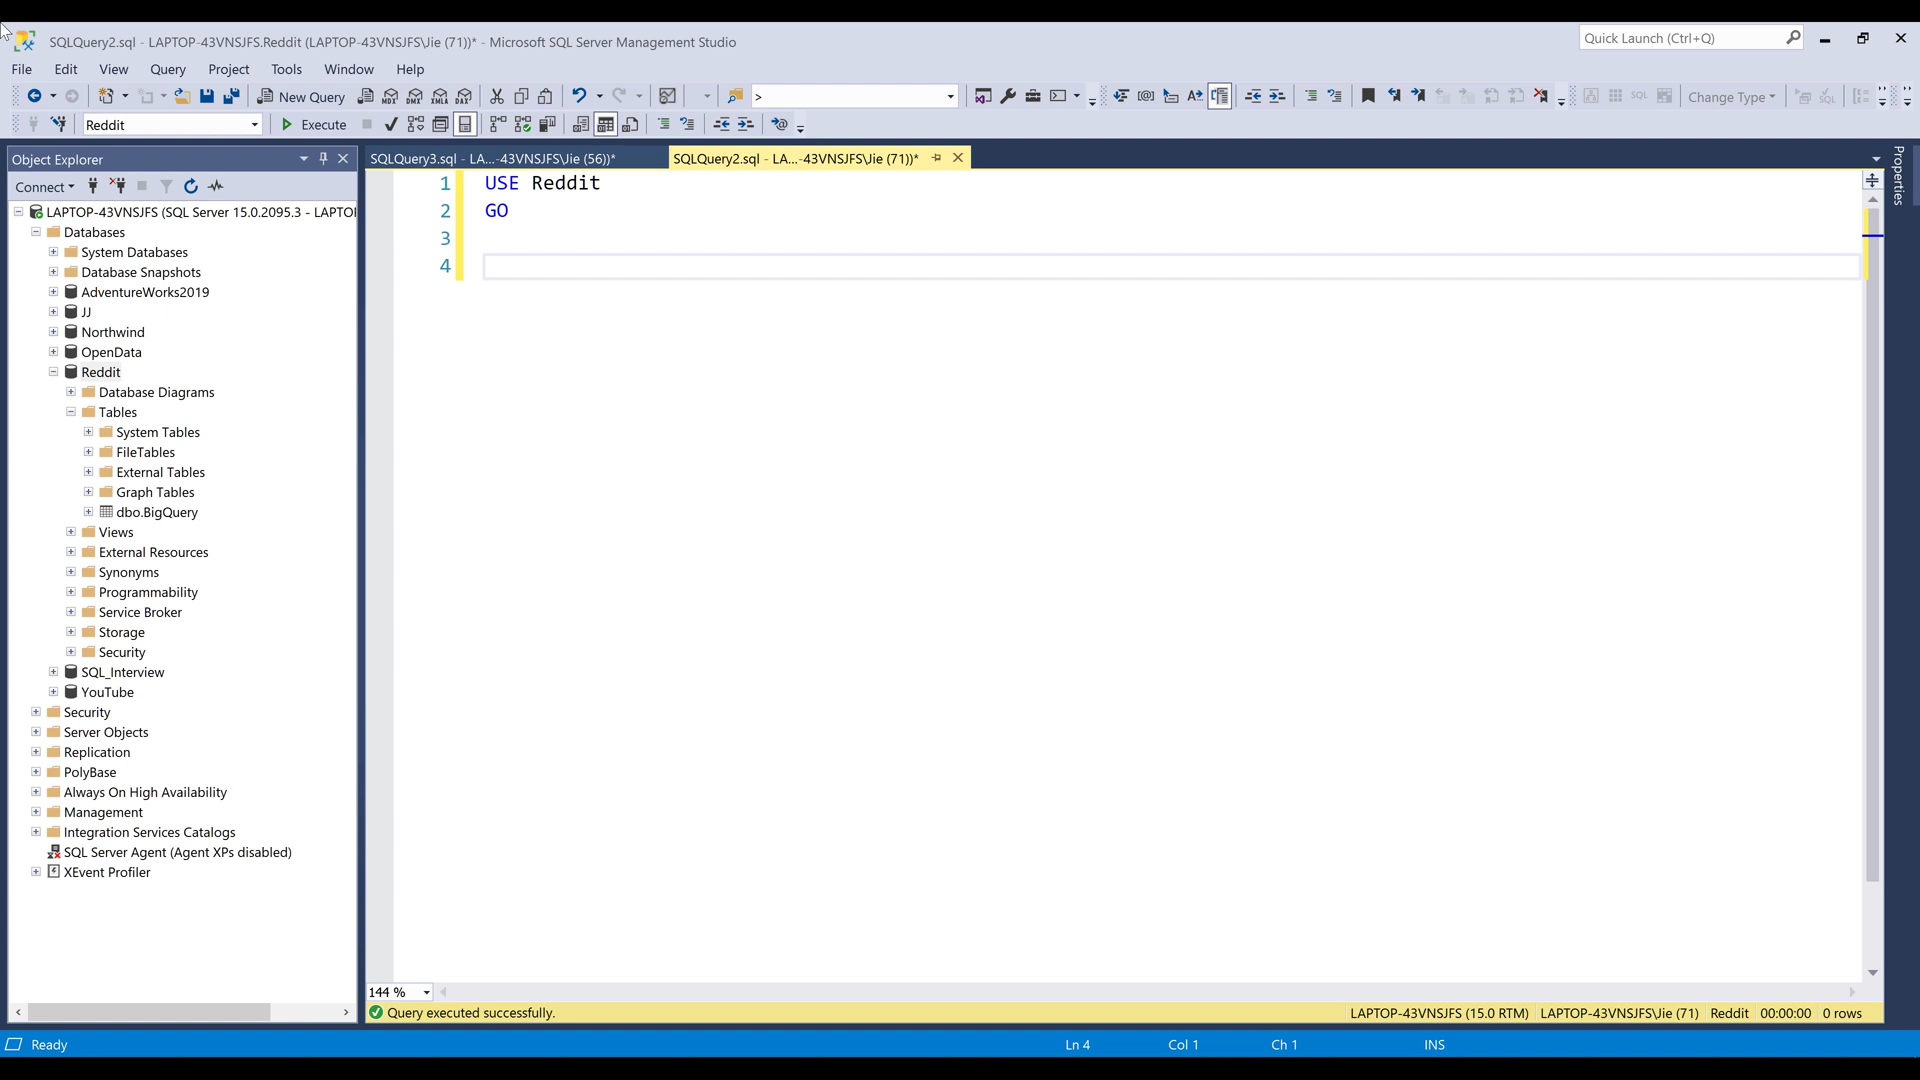 SQLQuery2.sql - LAPTOP-43VNSJFS.Reddit (LAPTOP-43VNSJFS\Jie (71))* - Microsoft SQL Server Management Studio
Quick Launch (Ctrl+Q)
File Edit View Query Project Tools Window Help
New Query MDX DMX XMLA DAX > Change Type
Reddit Execute
Object Explorer
SQLQuery3.sql - LA...-43VNSJFS\Jie (56))*
SQLQuery2.sql - LA...-43VNSJFS\Jie (71))*
Properties
Connect
LAPTOP-43VNSJFS (SQL Server 15.0.2095.3 - LAPTOI
Databases
System Databases
Database Snapshots
AdventureWorks2019
JJ
Northwind
OpenData
Reddit
Database Diagrams
Tables
System Tables
FileTables
External Tables
Graph Tables
dbo.BigQuery
Views
External Resources
Synonyms
Programmability
Service Broker
Storage
Security
SQL_Interview
YouTube
Security
Server Objects
Replication
PolyBase
Always On High Availability
Management
Integration Services Catalogs
SQL Server Agent (Agent XPs disabled)
XEvent Profiler
1 USE Reddit
2 GO
3
4
144 %
Query executed successfully.
LAPTOP-43VNSJFS (15.0 RTM) LAPTOP-43VNSJFS\Jie (71) Reddit 00:00:00 0 rows
Ready Ln 4 Col 1 Ch 1 INS